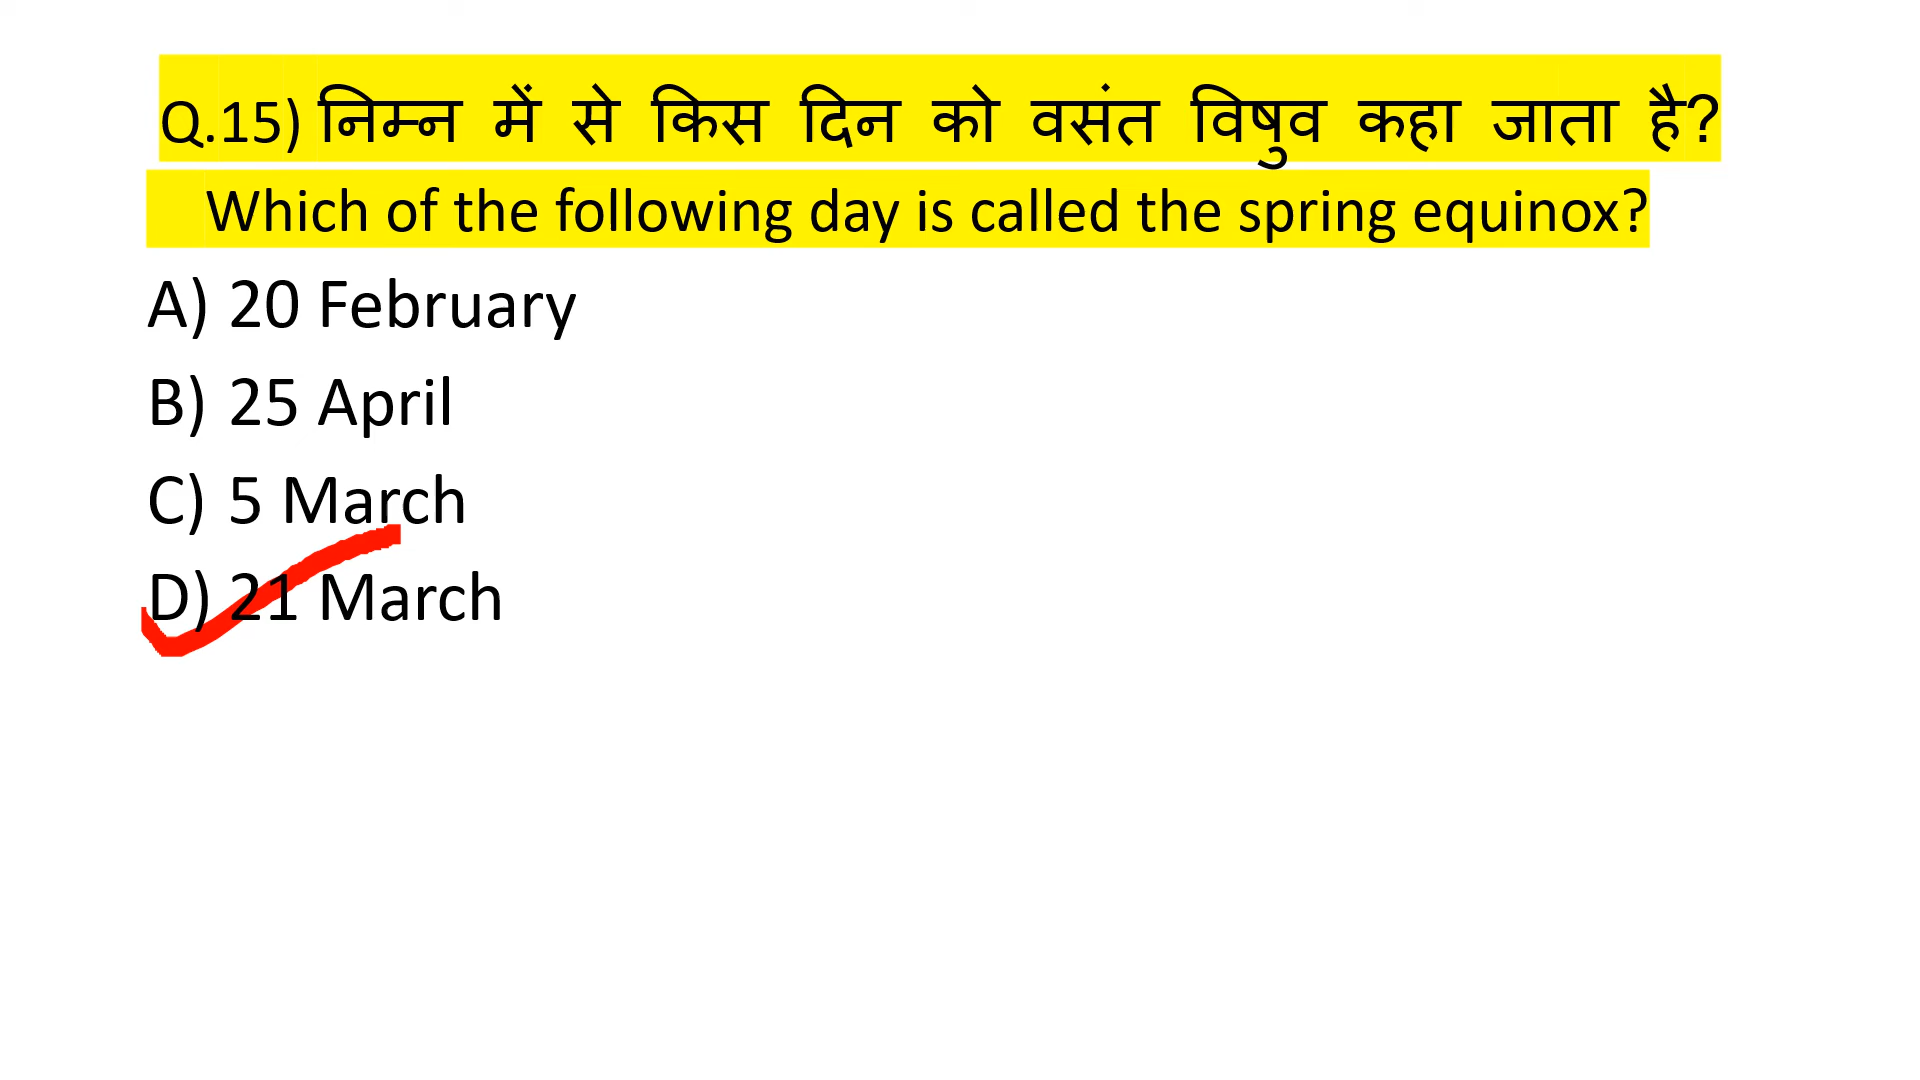 Q.15) निम्न में से किस दिन को वसंत विषुव कहा जाता है?
Which of the following day is called the spring equinox?
A) 20 February
B) 25 April
C) 5 March
D) 21 March